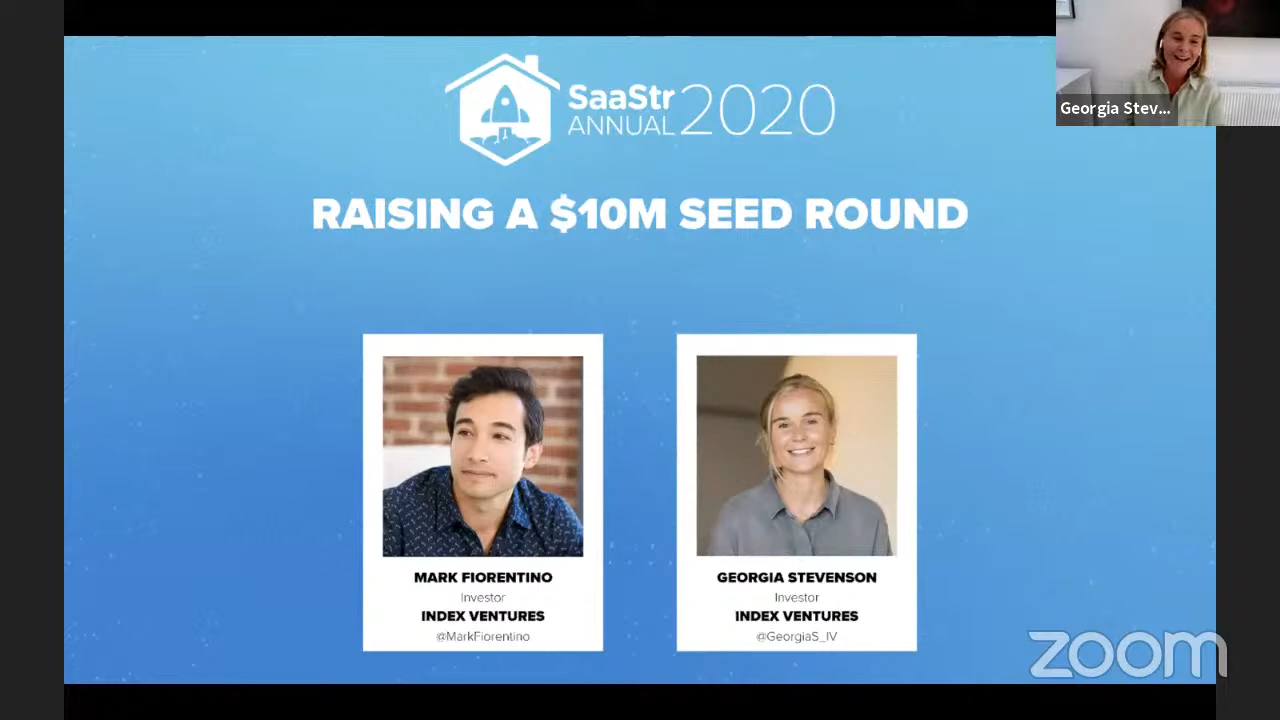 SaaStr
ANNUAL 2020
Georgia Stev...
RAISING A $10M SEED ROUND
MARK FIORENTINO
Investor
INDEX VENTURES
@MarkFiorentino
GEORGIA STEVENSON
Investor
INDEX VENTURES
@GeorgiaS_IV
zoom